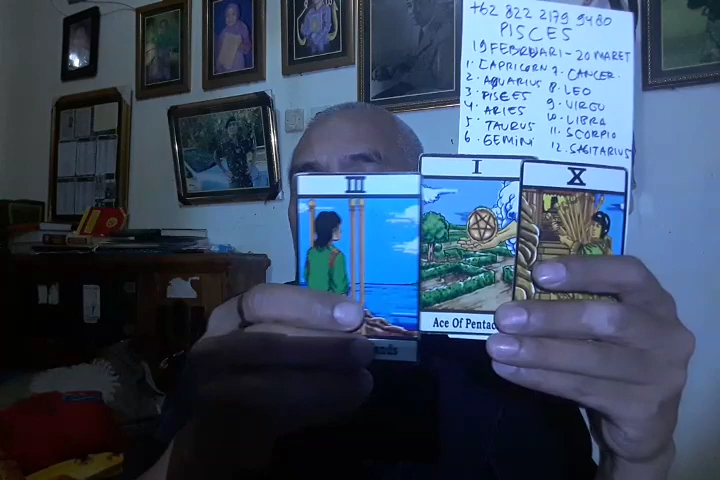 +62 822 2179 9480
PISCES
19 FEBRUARI - 20 MARET
1. CAPRICORN 7. CANCER
2. AQUARIUS 8. LEO
3. PISCES 9. VIRGO
4. ARIES 10. LIBRA
5. TAURUS 11. SCORPIO
6. GEMINI 12. SAGITARIUS
III
I
X
Ace Of Pentac